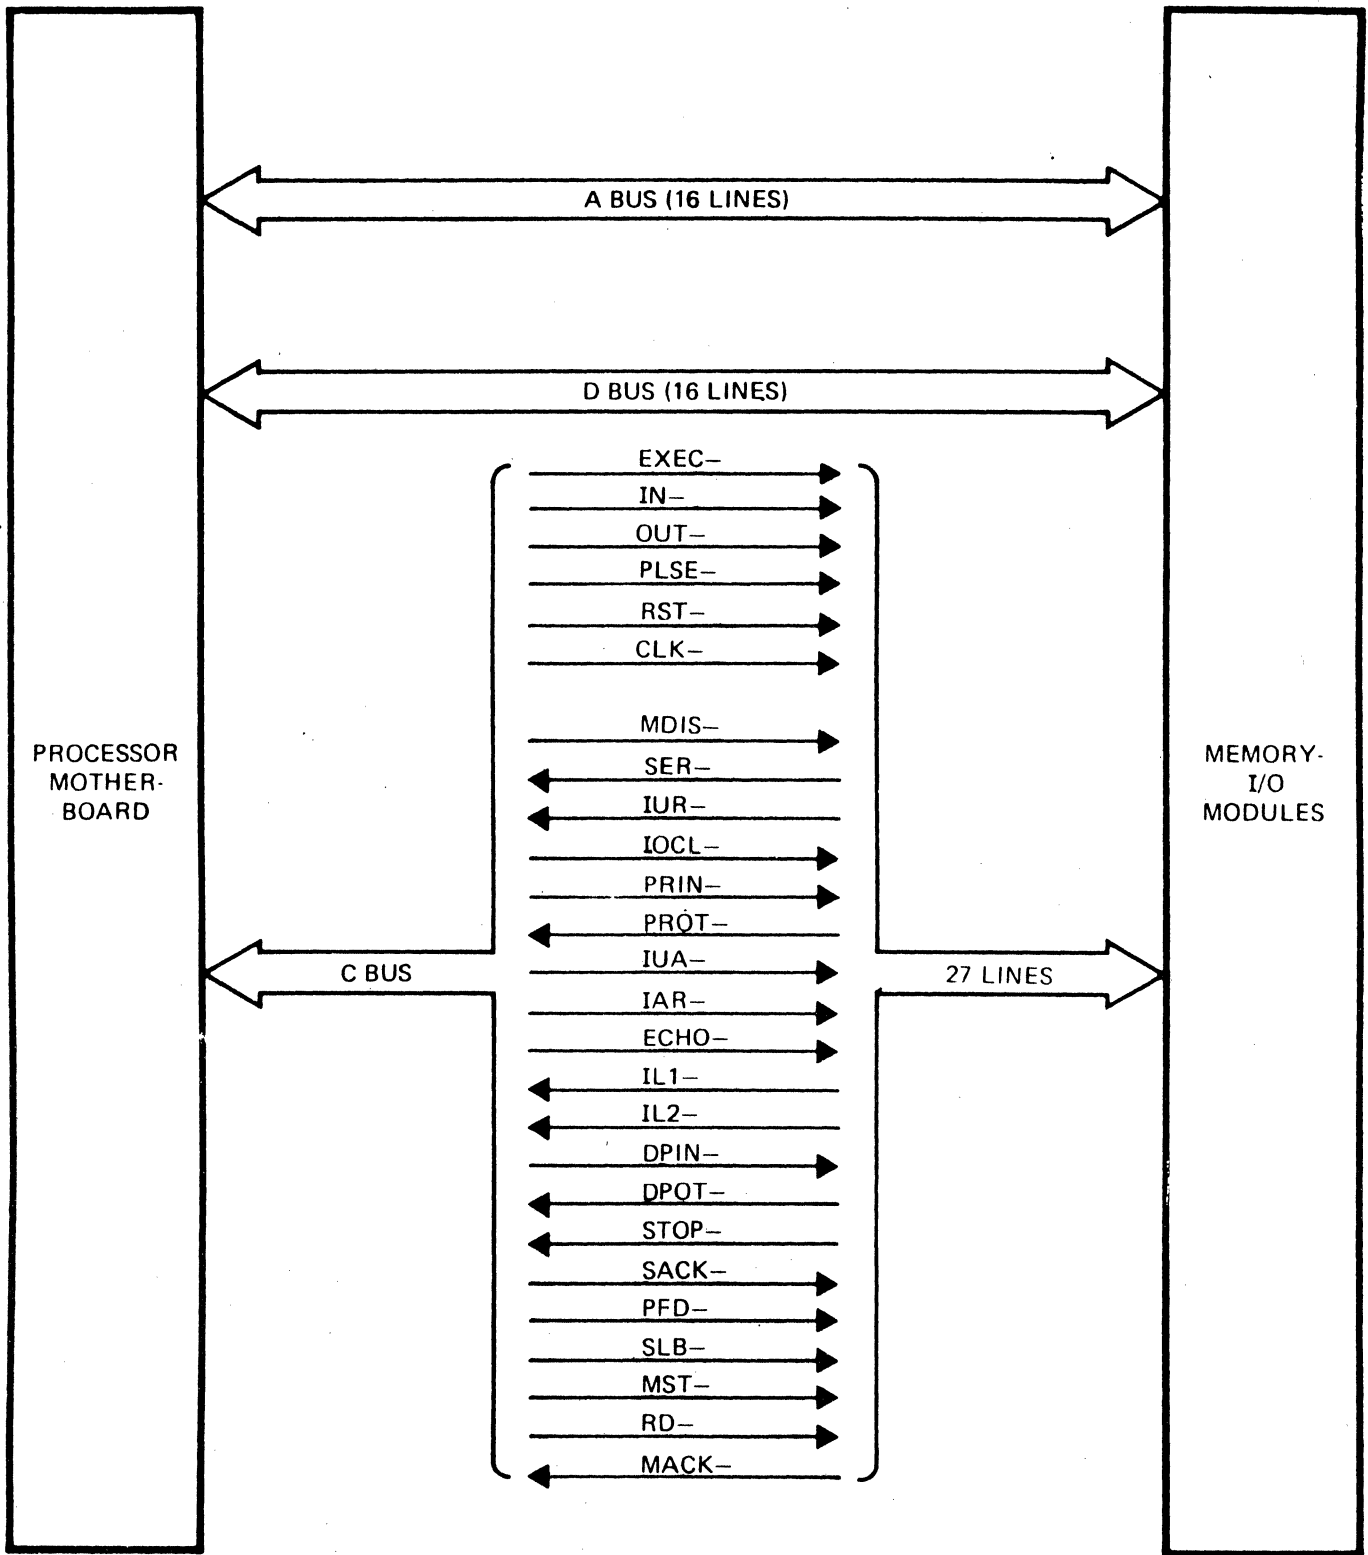 A BUS (16 LINES)
D BUS (16 LINES)
EXEC–
IN–
OUT–
PLSE–
RST–
CLK–
MDIS–
SER–
IUR–
IOCL–
PRIN–
PROT–
IUA–
IAR–
ECHO–
IL1–
IL2–
DPIN–
DPOT–
STOP–
SACK–
PFD–
SLB–
MST–
RD–
MACK–
PROCESSOR
MOTHER-
BOARD
C BUS
27 LINES
MEMORY-
I/O
MODULES